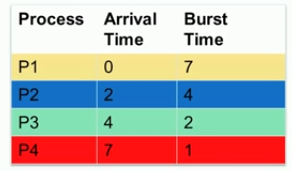 Process Arrival Time Burst Time
P1 0 7
P2 2 4
P3 4 2
P4 7 1